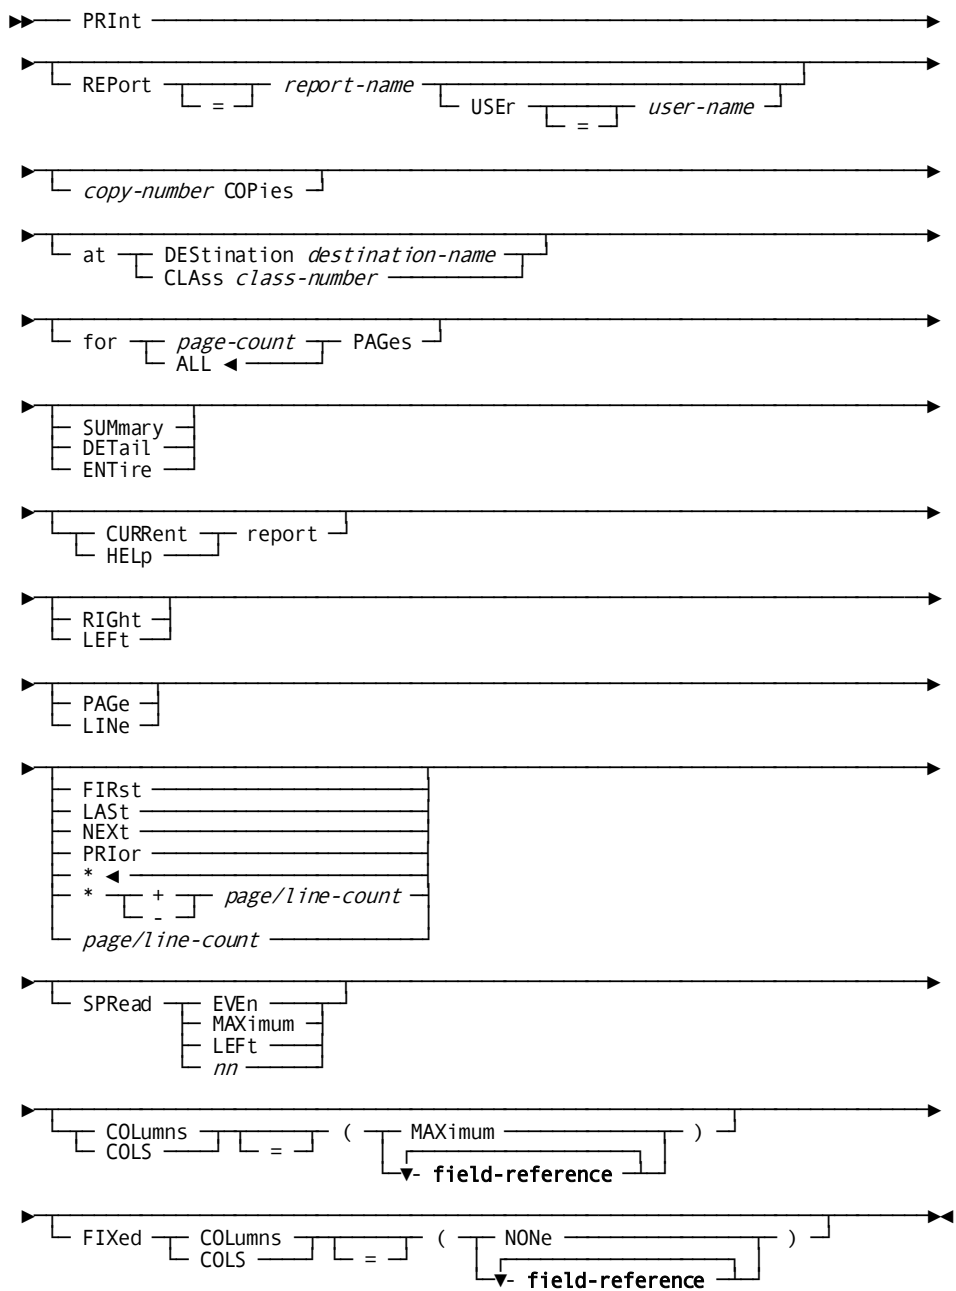 PRInt
REPort = report-name USEr = user-name
copy-number COPies
at DEStination destination-name
CLAss class-number
for page-count PAGes
ALL
SUMmary
DETail
ENTire
CURRent report
HELp
RIGht
LEFt
PAGe
LINe
FIRst
LASt
NEXt
PRIor
*
* + page/line-count
-
page/line-count
SPRead EVEn
MAXimum
LEFt
nn
COLumns = ( MAXimum )
COLS
- field-reference
FIXed COLumns = ( NONe )
COLS
- field-reference